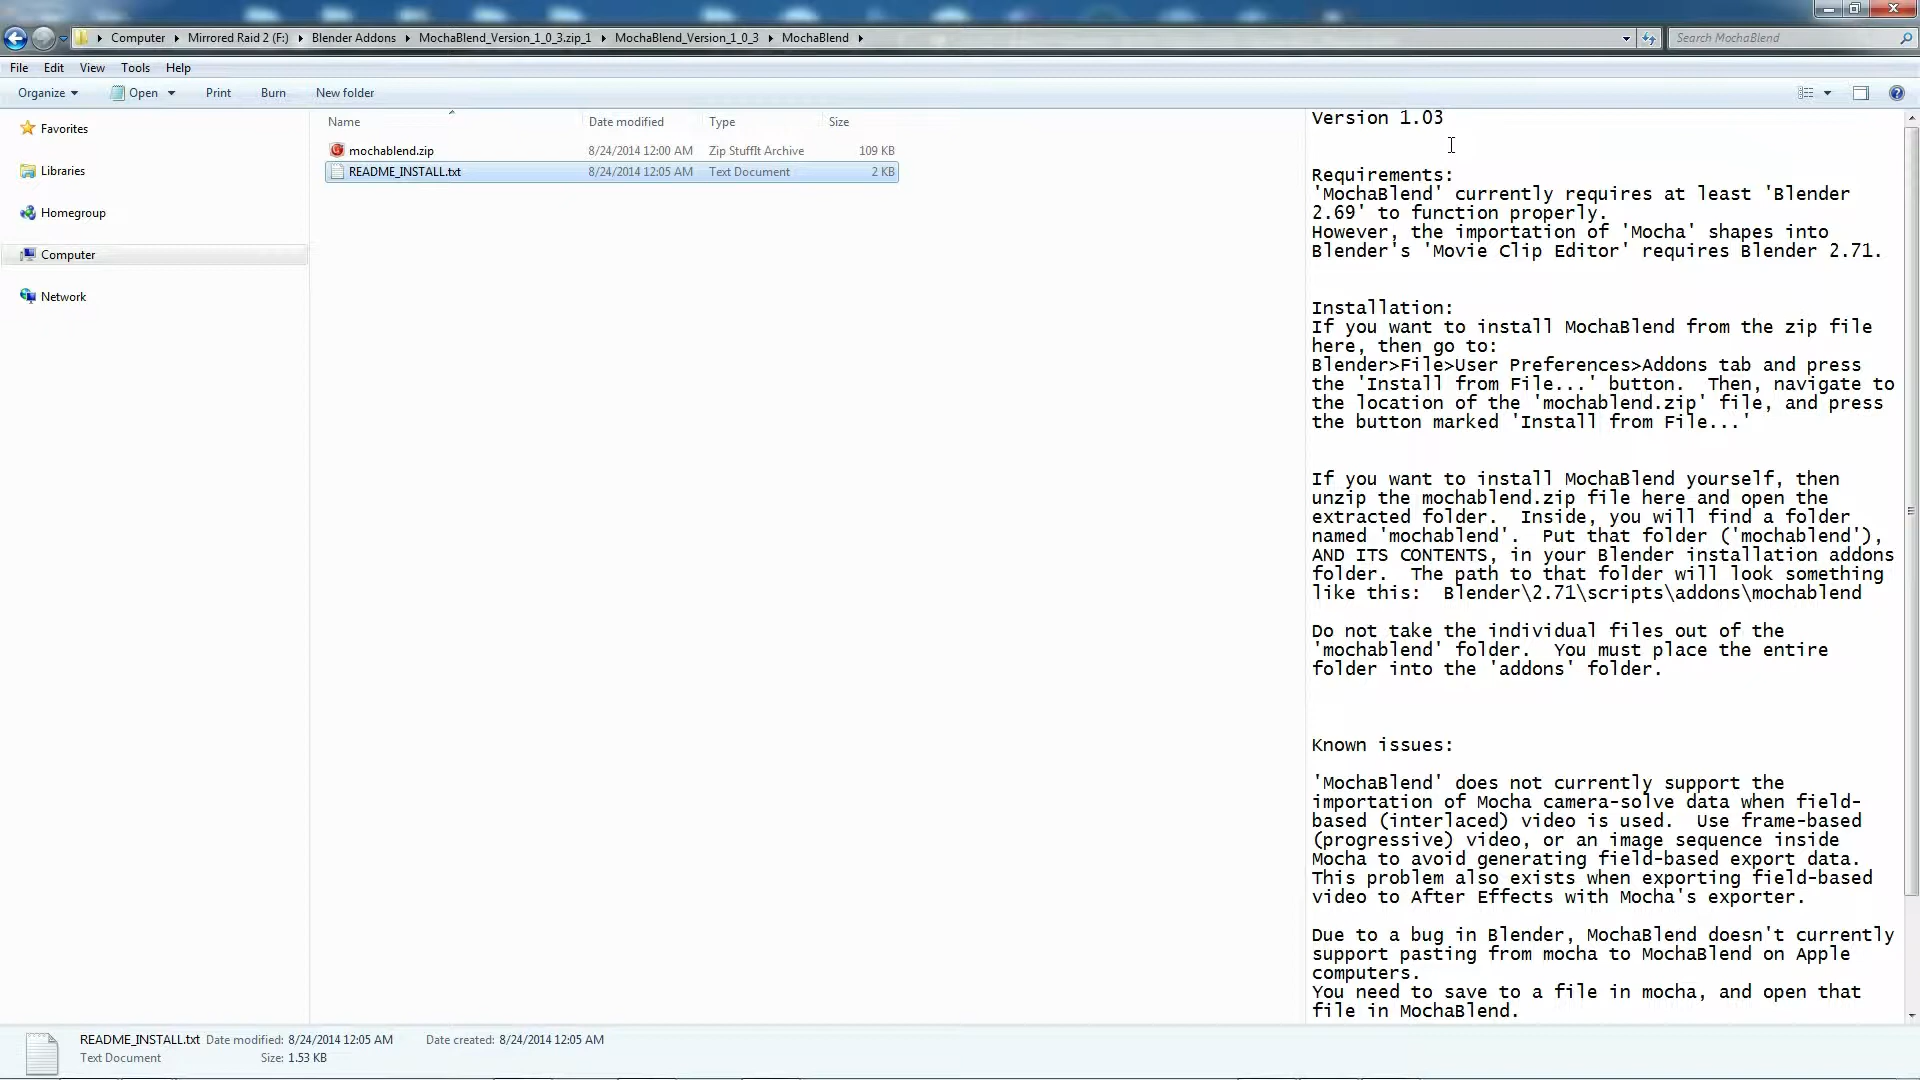 Computer Mirrored Raid 2 (F:) Blender Addons MochaBlend_Version_1_0_3.zip_1 MochaBlend_Version_1_0_3 MochaBlend Search MochaBlend
File Edit View Tools Help
Organize Open Print Burn New folder
Favorites
Libraries
Homegroup
Computer
Network
Name Date modified Type Size
mochablend.zip 8/24/2014 12:00 AM Zip StuffIt Archive 109 KB
README_INSTALL.txt 8/24/2014 12:05 AM Text Document 2 KB
Version 1.03
Requirements:
'MochaBlend' currently requires at least 'Blender
2.69' to function properly.
However, the importation of 'Mocha' shapes into
Blender's 'Movie Clip Editor' requires Blender 2.71.
Installation:
If you want to install MochaBlend from the zip file
here, then go to:
Blender>File>User Preferences>Addons tab and press
the 'Install from File...' button.  Then, navigate to
the location of the 'mochablend.zip' file, and press
the button marked 'Install from File...'
If you want to install MochaBlend yourself, then
unzip the mochablend.zip file here and open the
extracted folder.  Inside, you will find a folder
named 'mochablend'.  Put that folder ('mochablend'),
AND ITS CONTENTS, in your Blender installation addons
folder.  The path to that folder will look something
like this:  Blender\2.71\scripts\addons\mochablend
Do not take the individual files out of the
'mochablend' folder.  You must place the entire
folder into the 'addons' folder.
Known issues:
'MochaBlend' does not currently support the
importation of Mocha camera-solve data when field-
based (interlaced) video is used.  Use frame-based
(progressive) video, or an image sequence inside
Mocha to avoid generating field-based export data.
This problem also exists when exporting field-based
video to After Effects with Mocha's exporter.
Due to a bug in Blender, MochaBlend doesn't currently
support pasting from mocha to MochaBlend on Apple
computers.
You need to save to a file in mocha, and open that
file in MochaBlend.
README_INSTALL.txt Date modified: 8/24/2014 12:05 AM Date created: 8/24/2014 12:05 AM
Text Document Size: 1.53 KB